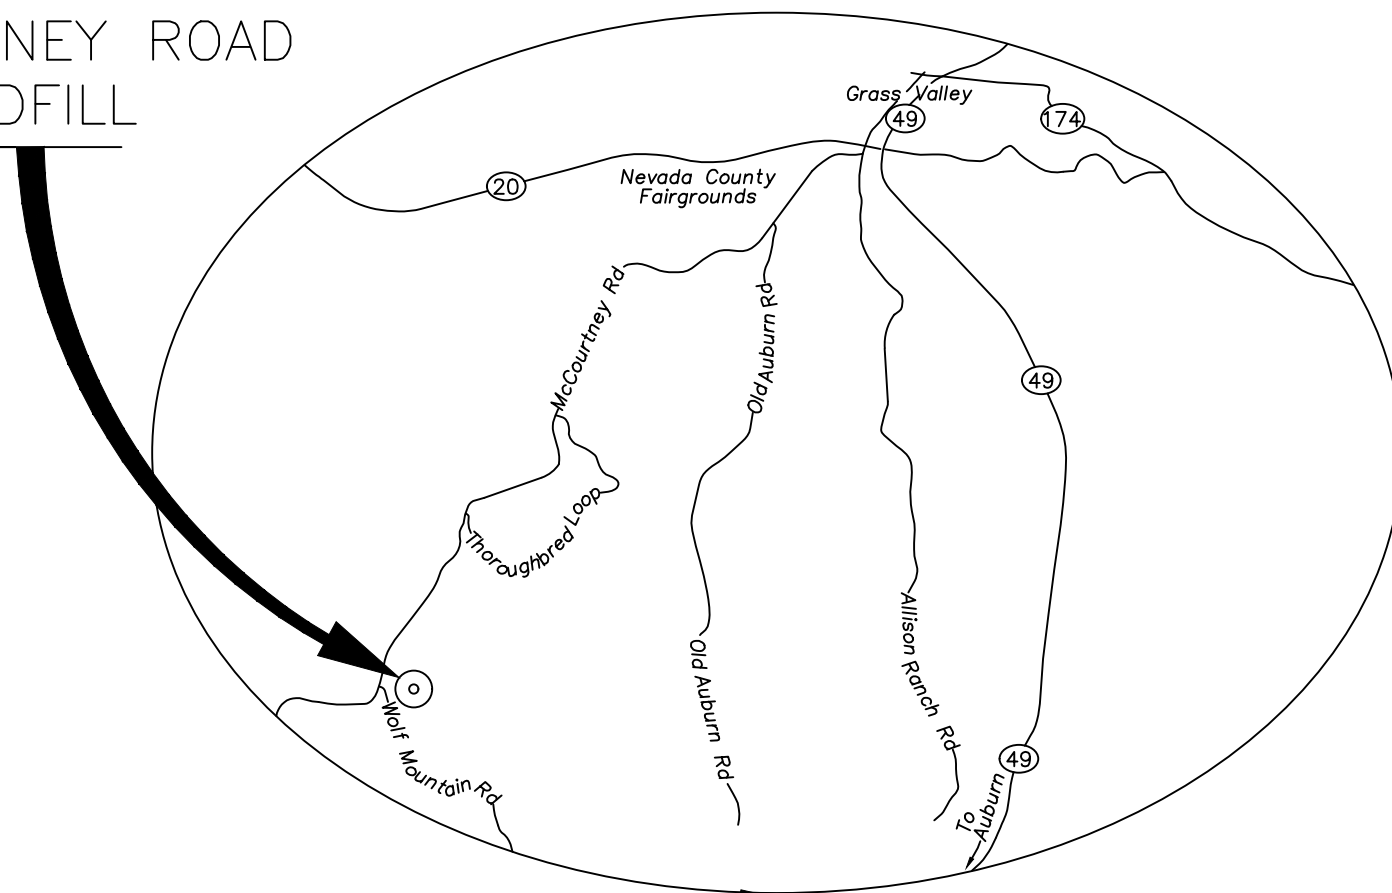 NEY ROAD
DFILL
Grass Valley
49
174
20
Nevada County
Fairgrounds
McCourtney Rd
Old Auburn Rd
49
Thoroughbred Loop
Allison Ranch Rd
Old Auburn Rd
Wolf Mountain Rd
49
To
Auburn